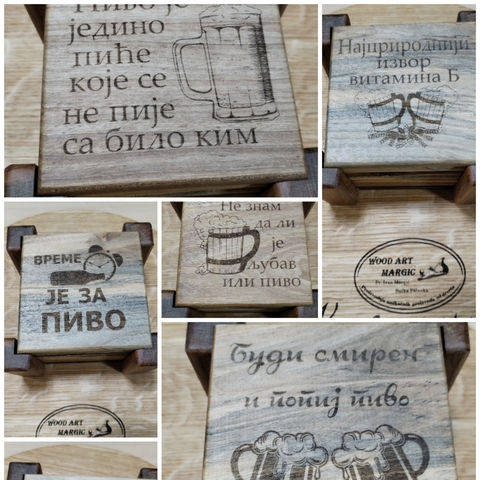 Пиво је
једино
пиће
које се
не пије
са било ким
Најприроднији
извор
витамина Б
WOOD ART
MARGIC
ВРЕМЕ
ЈЕ ЗА
ПИВО
WOOD ART
MARGIC
Не знам
да ли
је
љубав
или пиво
Буди смирен
и попиј пиво